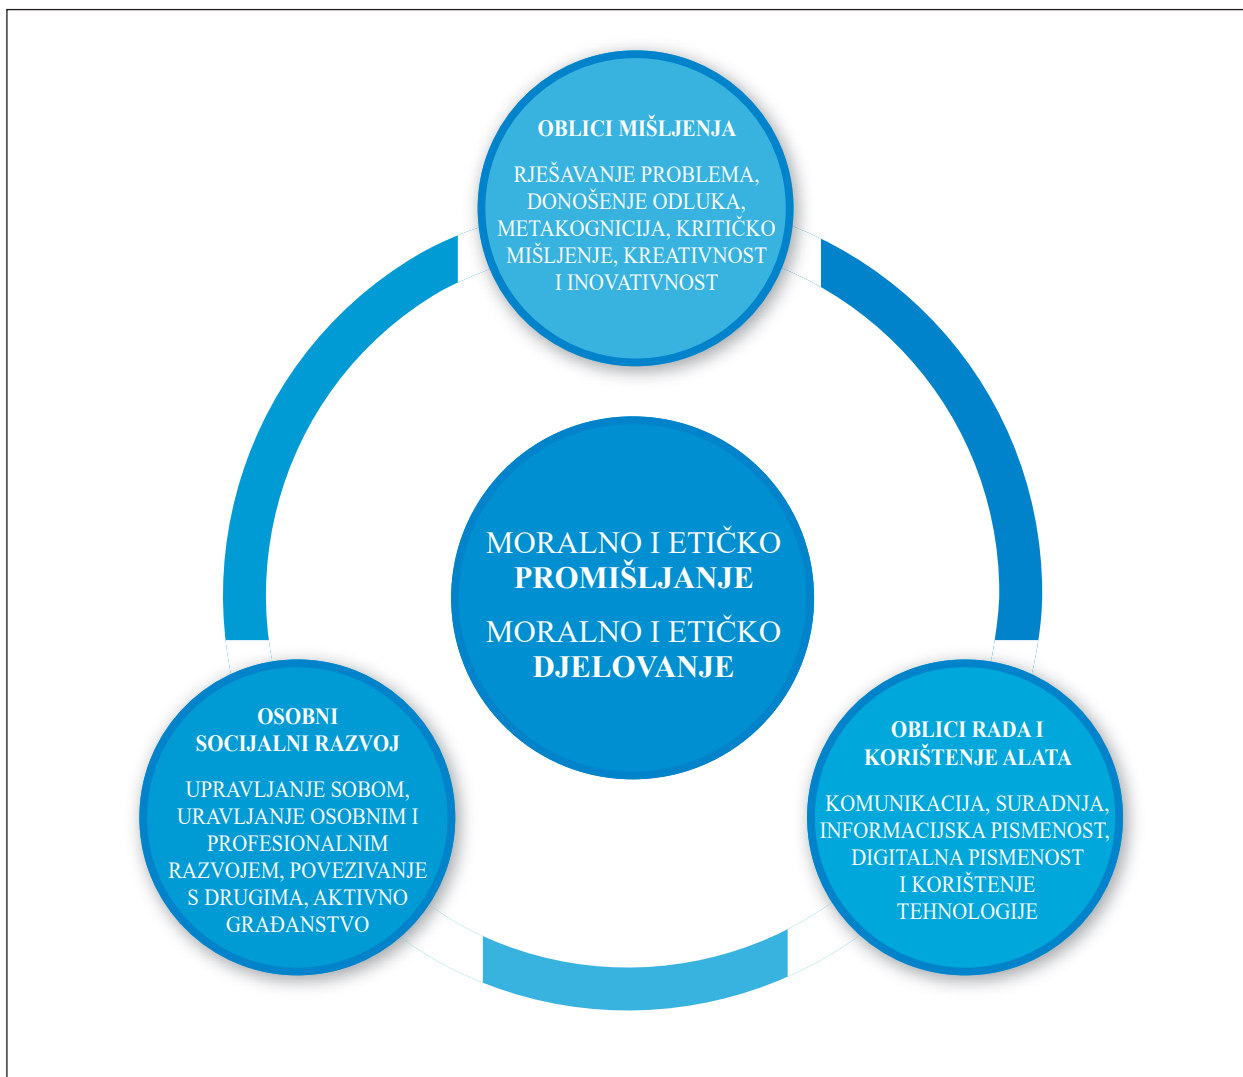 OBLICI MIŠLJENJA
RJEŠAVANJE PROBLEMA,
DONOŠENJE ODLUKA,
METAKOGNICIJA, KRITIČKO
MIŠLJENJE, KREATIVNOST
I INOVATIVNOST
MORALNO I ETIČKO
PROMIŠLJANJE
MORALNO I ETIČKO
DJELOVANJE
OSOBNI
SOCIJALNI RAZVOJ
UPRAVLJANJE SOBOM,
URAVLJANJE OSOBNIM I
PROFESIONALNIM
RAZVOJEM, POVEZIVANJE
S DRUGIMA, AKTIVNO
GRAĐANSTVO
OBLICI RADA I
KORIŠTENJE ALATA
KOMUNIKACIJA, SURADNJA,
INFORMACIJSKA PISMENOST,
DIGITALNA PISMENOST
I KORIŠTENJE
TEHNOLOGIJE